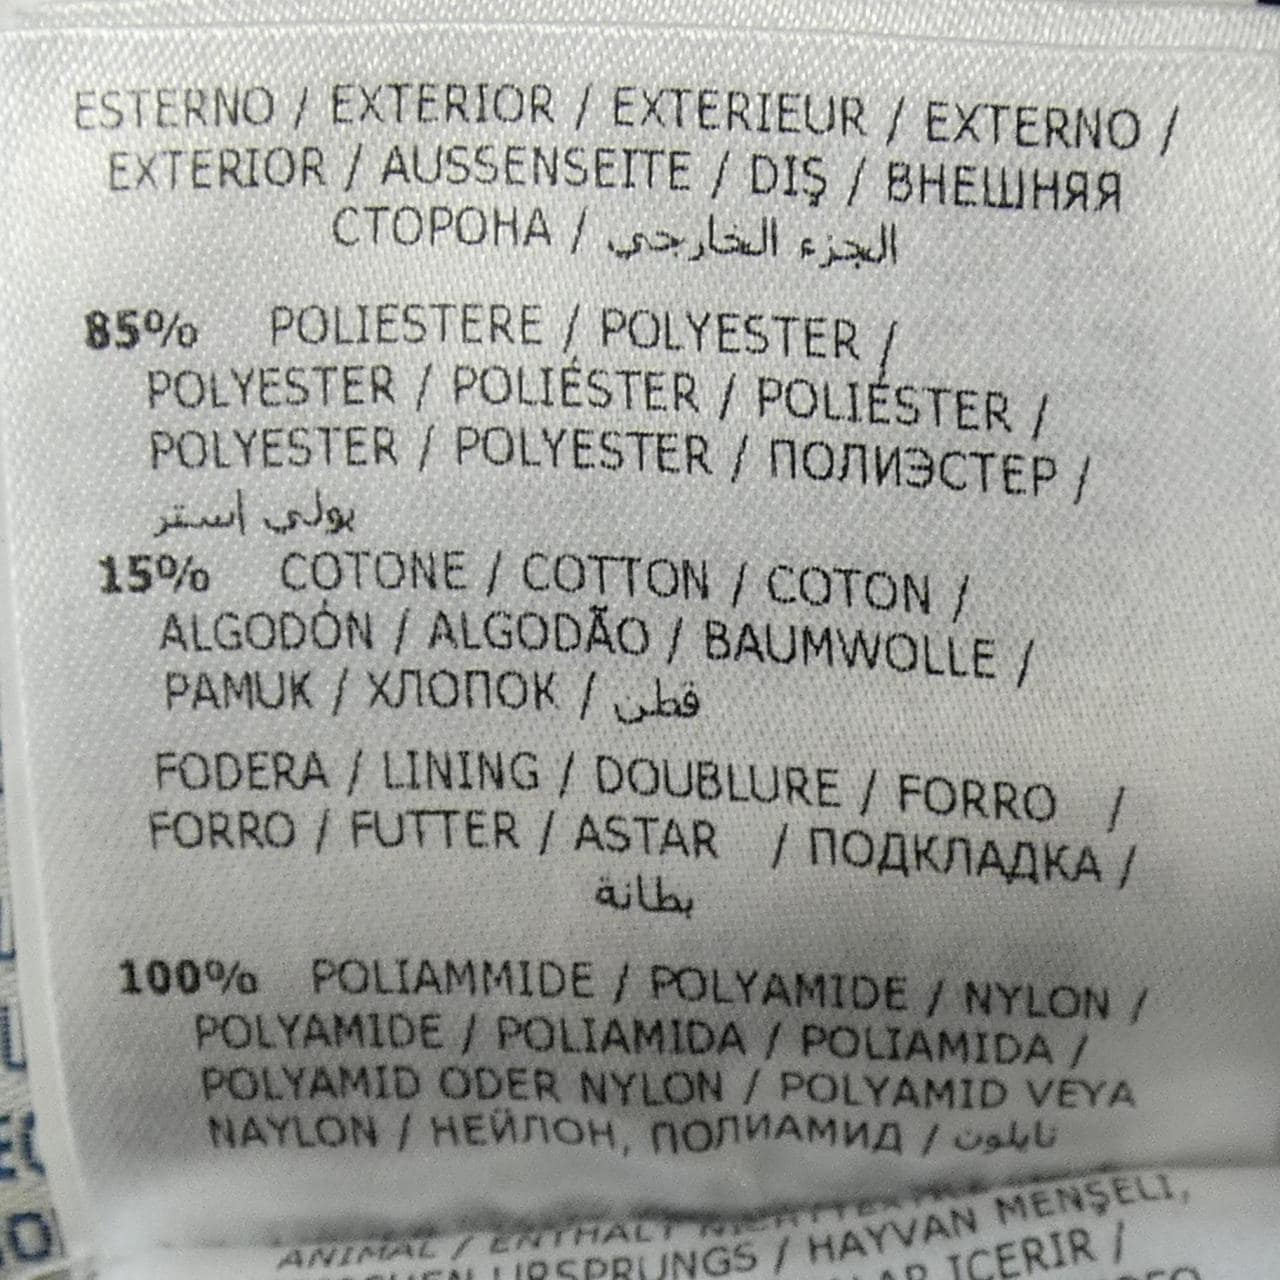 ESTERNO / EXTERIOR / EXTERIEUR / EXTERNO /
EXTERIOR / AUSSENSEITE / DIŞ / ВНЕШНЯЯ
СТОРОНА / الجزء الخارجي
85% POLIESTERE / POLYESTER /
POLYESTER / POLIÉSTER / POLIÉSTER /
POLYESTER / POLYESTER / ПОЛИЭСТЕР /
بولي استر
15% COTONE / COTTON / COTON /
ALGODÓN / ALGODÃO / BAUMWOLLE /
PAMUK / ХЛОПОК / قطن
FODERA / LINING / DOUBLURE / FORRO /
FORRO / FUTTER / ASTAR / ПОДКЛАДКА /
بطانة
100% POLIAMMIDE / POLYAMIDE / NYLON /
POLYAMIDE / POLIAMIDA / POLIAMIDA /
POLYAMID ODER NYLON / POLYAMID VEYA
NAYLON / НЕЙЛОН, ПОЛИАМИД / نايلون
ANIMAL / ENTHÄLT
URSPRUNGS / HAYVAN MENŞELI,
IÇERIR /